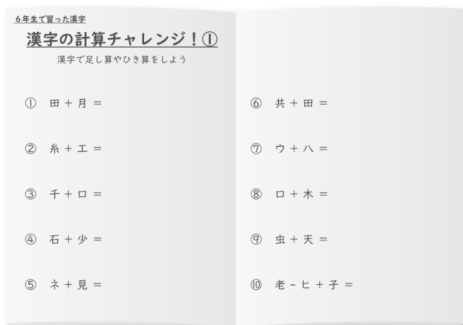 ６年生で習った漢字
漢字の計算チャレンジ！①
漢字で足し算やひき算をしよう
① 田 + 月 =
② 糸 + エ =
③ 千 + ロ =
④ 石 + 少 =
⑤ ネ + 見 =
⑥ 共 + 田 =
⑦ ウ + 八 =
⑧ ロ + 木 =
⑨ 虫 + 天 =
⑩ 老 - ヒ + 子 =